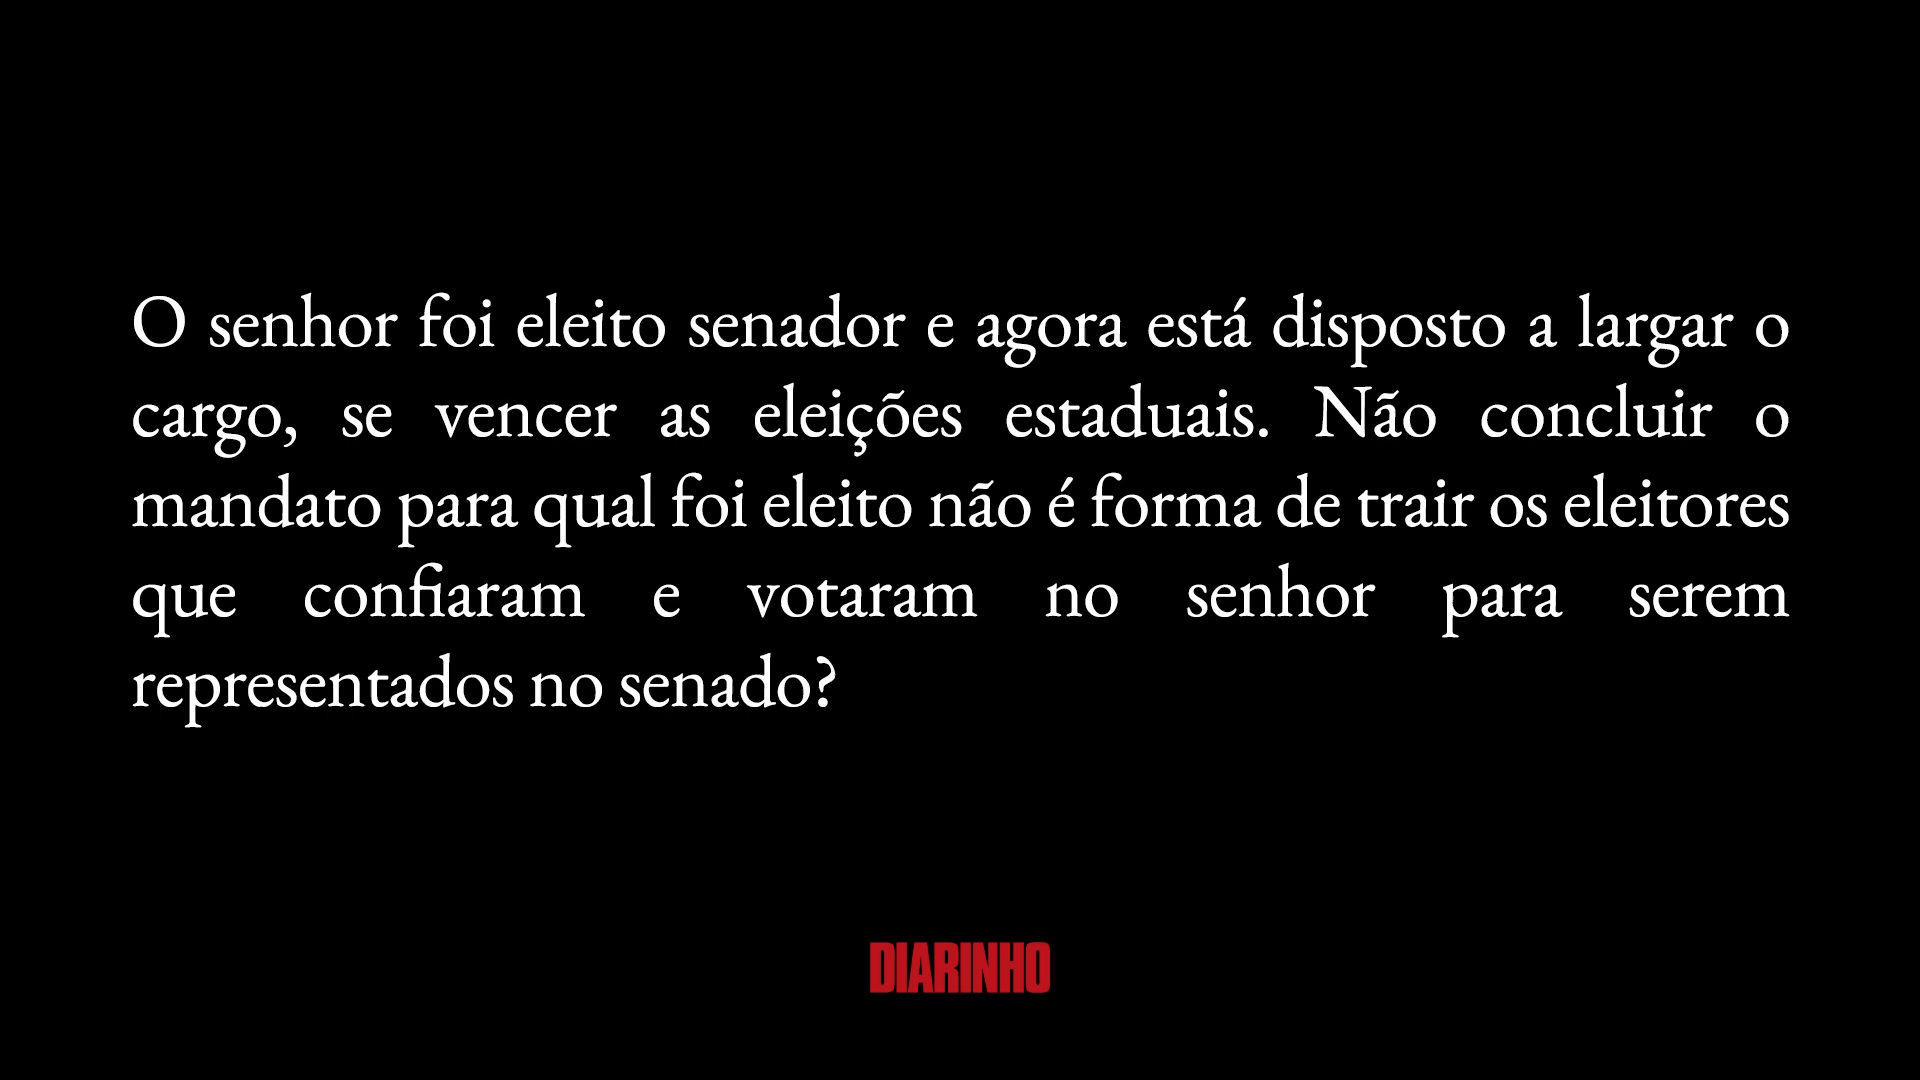 O senhor foi eleito senador e agora está disposto a largar o
cargo, se vencer as eleições estaduais. Não concluir o
mandato para qual foi eleito não é forma de trair os eleitores
que confiaram e votaram no senhor para serem
representados no senado?
DIARINHO